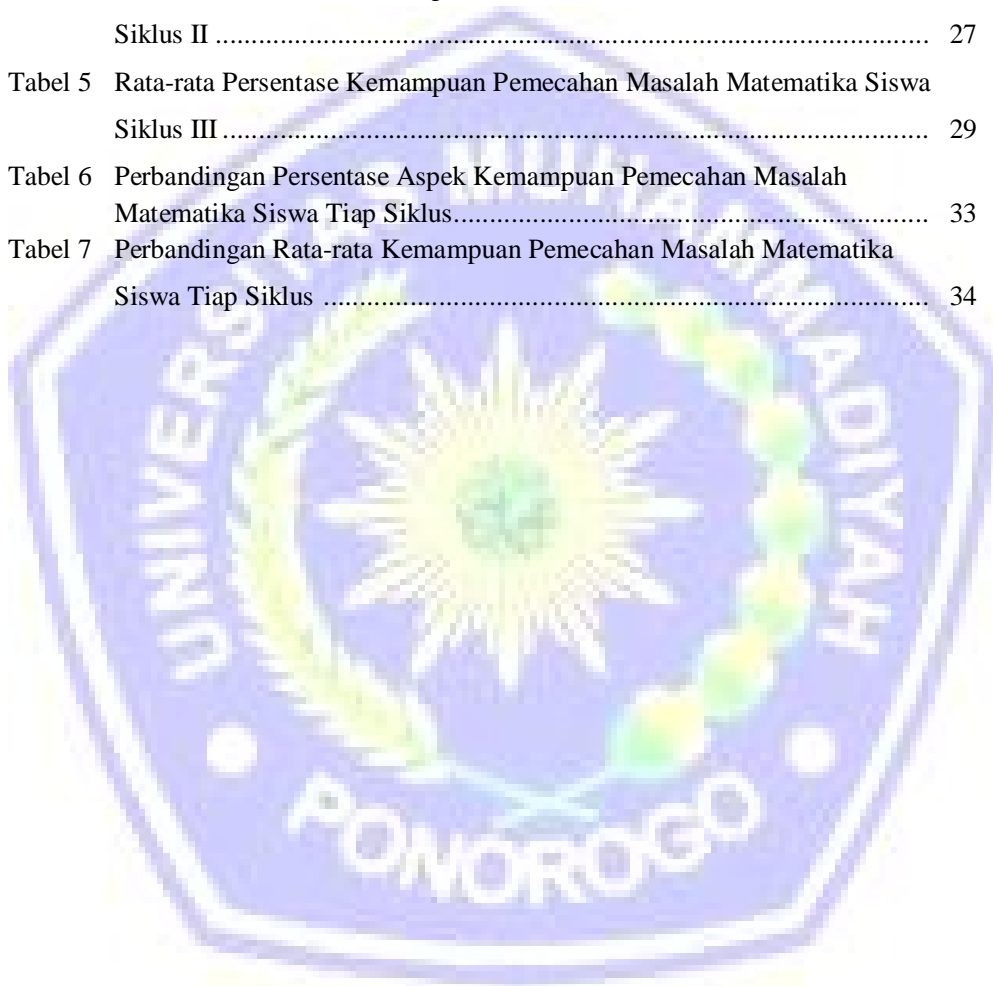 Siklus II ................................................................................................... 27
Tabel 5 Rata-rata Persentase Kemampuan Pemecahan Masalah Matematika Siswa
Siklus III .................................................................................................. 29
Tabel 6 Perbandingan Persentase Aspek Kemampuan Pemecahan Masalah
Matematika Siswa Tiap Siklus.................................................................. 33
Tabel 7 Perbandingan Rata-rata Kemampuan Pemecahan Masalah Matematika
Siswa Tiap Siklus .................................................................................... 34
UNIVERSITAS MUHAMMADIYAH
PONOROGO